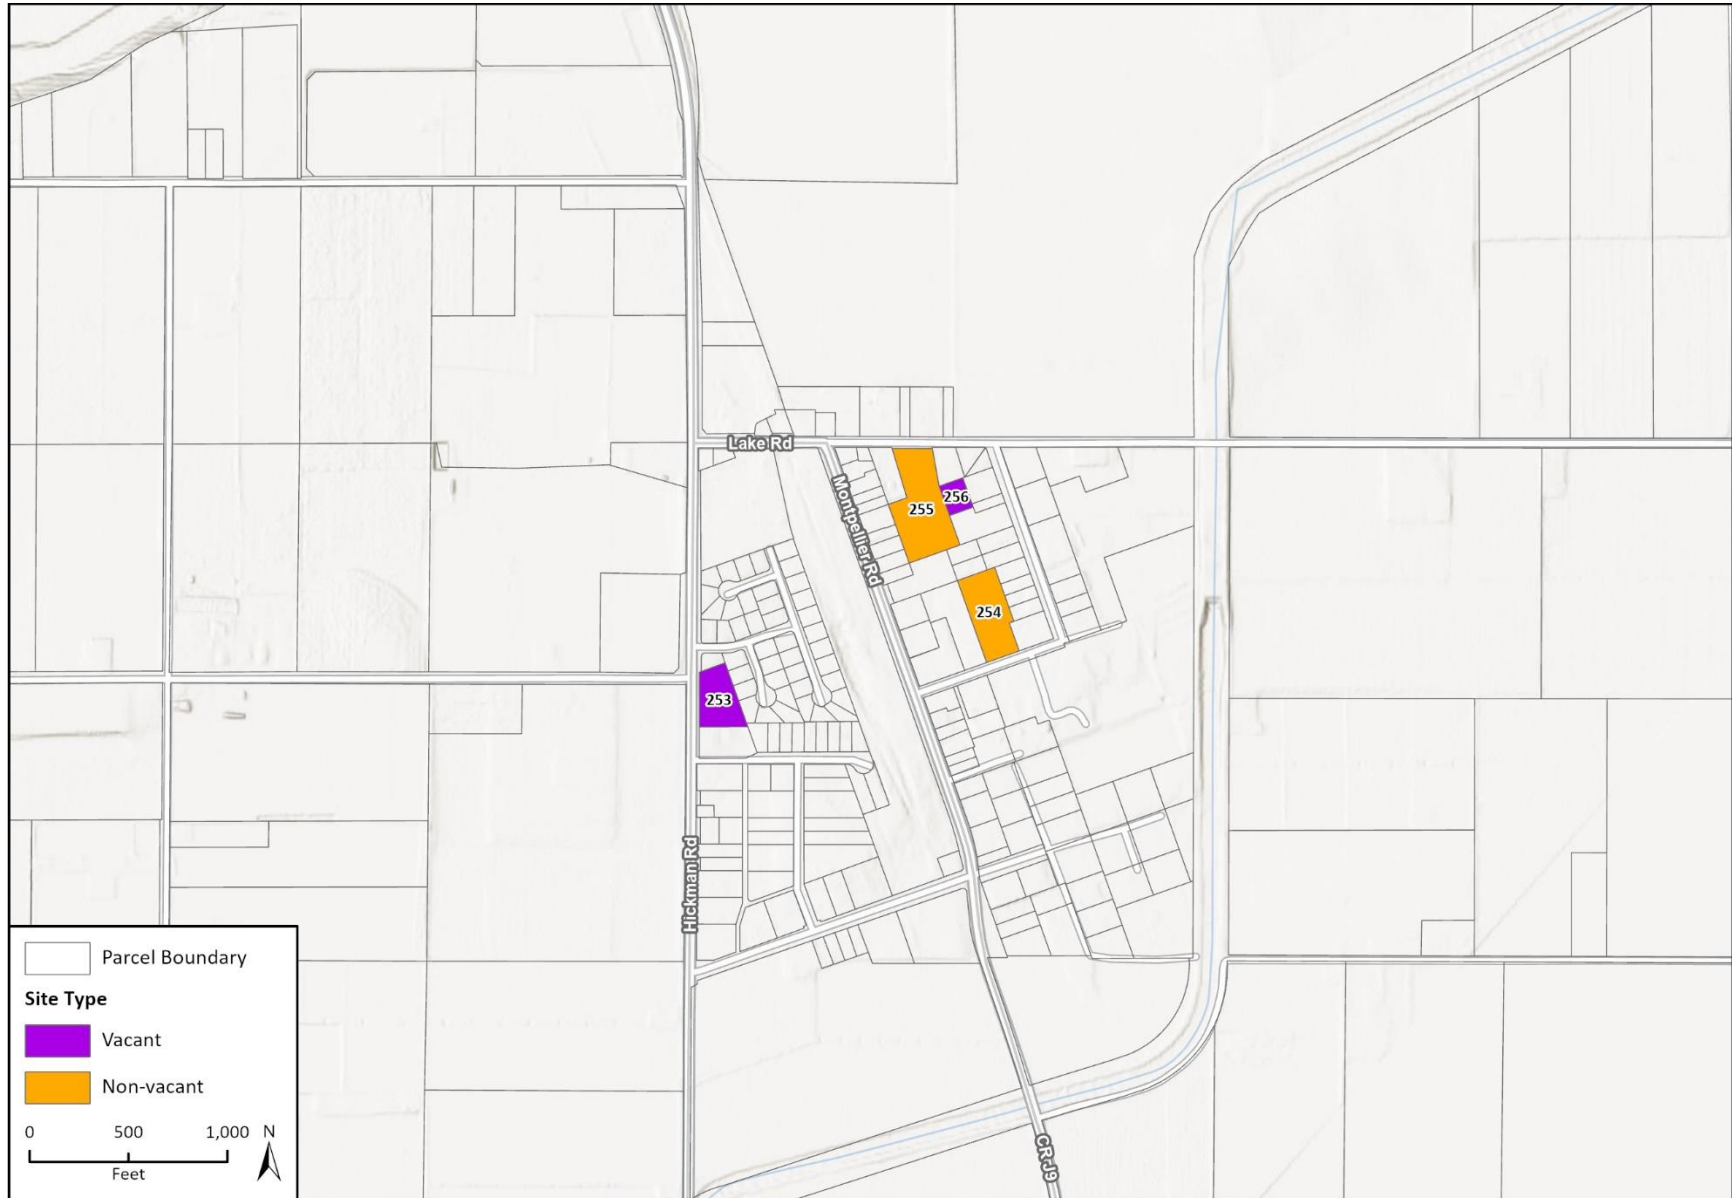 Lake Rd
Montpellier Rd
256
255
254
253
Hickman Rd
CR J9
Parcel Boundary
Site Type
Vacant
Non-vacant
0 500 1,000 N
Feet